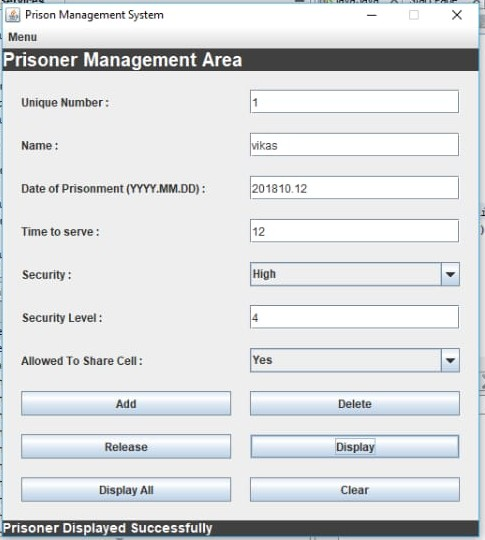 Prison Management System
Menu
Prisoner Management Area
Unique Number : 1
Name : vikas
Date of Prisonment (YYYY.MM.DD) : 201810.12
Time to serve : 12
Security : High
Security Level : 4
Allowed To Share Cell : Yes
Add Delete
Release Display
Display All Clear
Prisoner Displayed Successfully